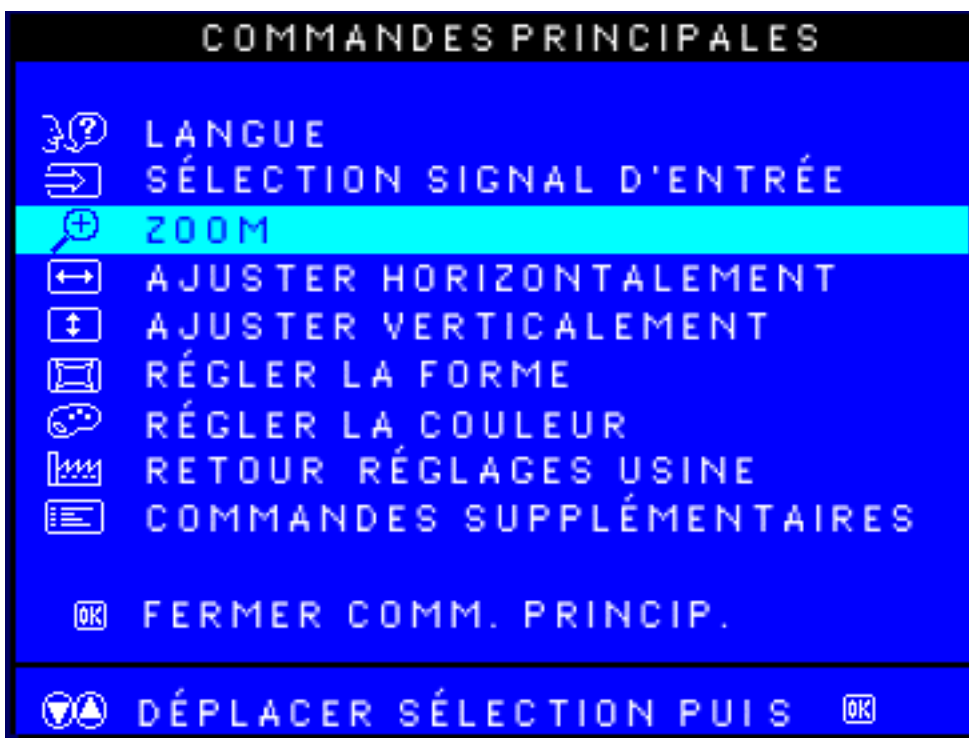 COMMANDES PRINCIPALES
LANGUE
SÉLECTION SIGNAL D'ENTRÉE
ZOOM
AJUSTER HORIZONTALEMENT
AJUSTER VERTICALEMENT
RÉGLER LA FORME
RÉGLER LA COULEUR
RETOUR RÉGLAGES USINE
COMMANDES SUPPLÉMENTAIRES
OK FERMER COMM. PRINCIP.
DÉPLACER SÉLECTION PUIS OK